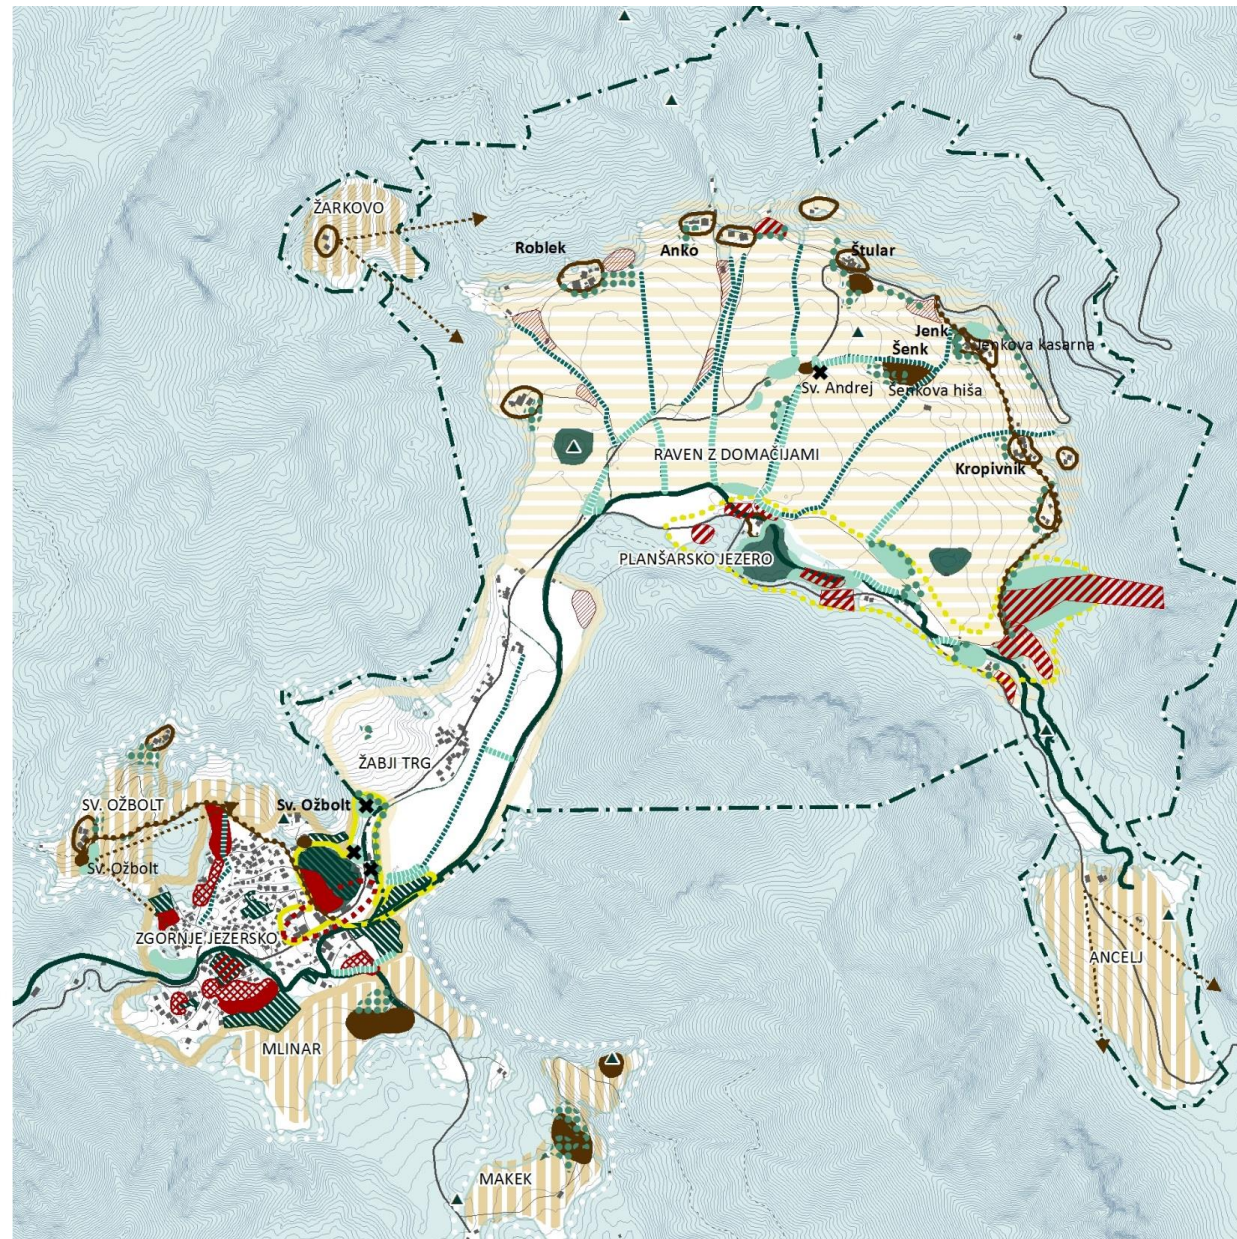 ŽARKOVO
Roblek
Anko
Štular
Jenk
Jenkova kasarna
Šenk
Sv. Andrej
Šenkova hiša
RAVEN Z DOMAČIJAMI
Kropivnik
PLANŠARSKO JEZERO
ŽABJI TRG
SV. OŽBOLT
Sv. Ožbolt
Sv. Ožbolt
ZGORNJE JEZERSKO
ANCELJ
MLINAR
MAKEK